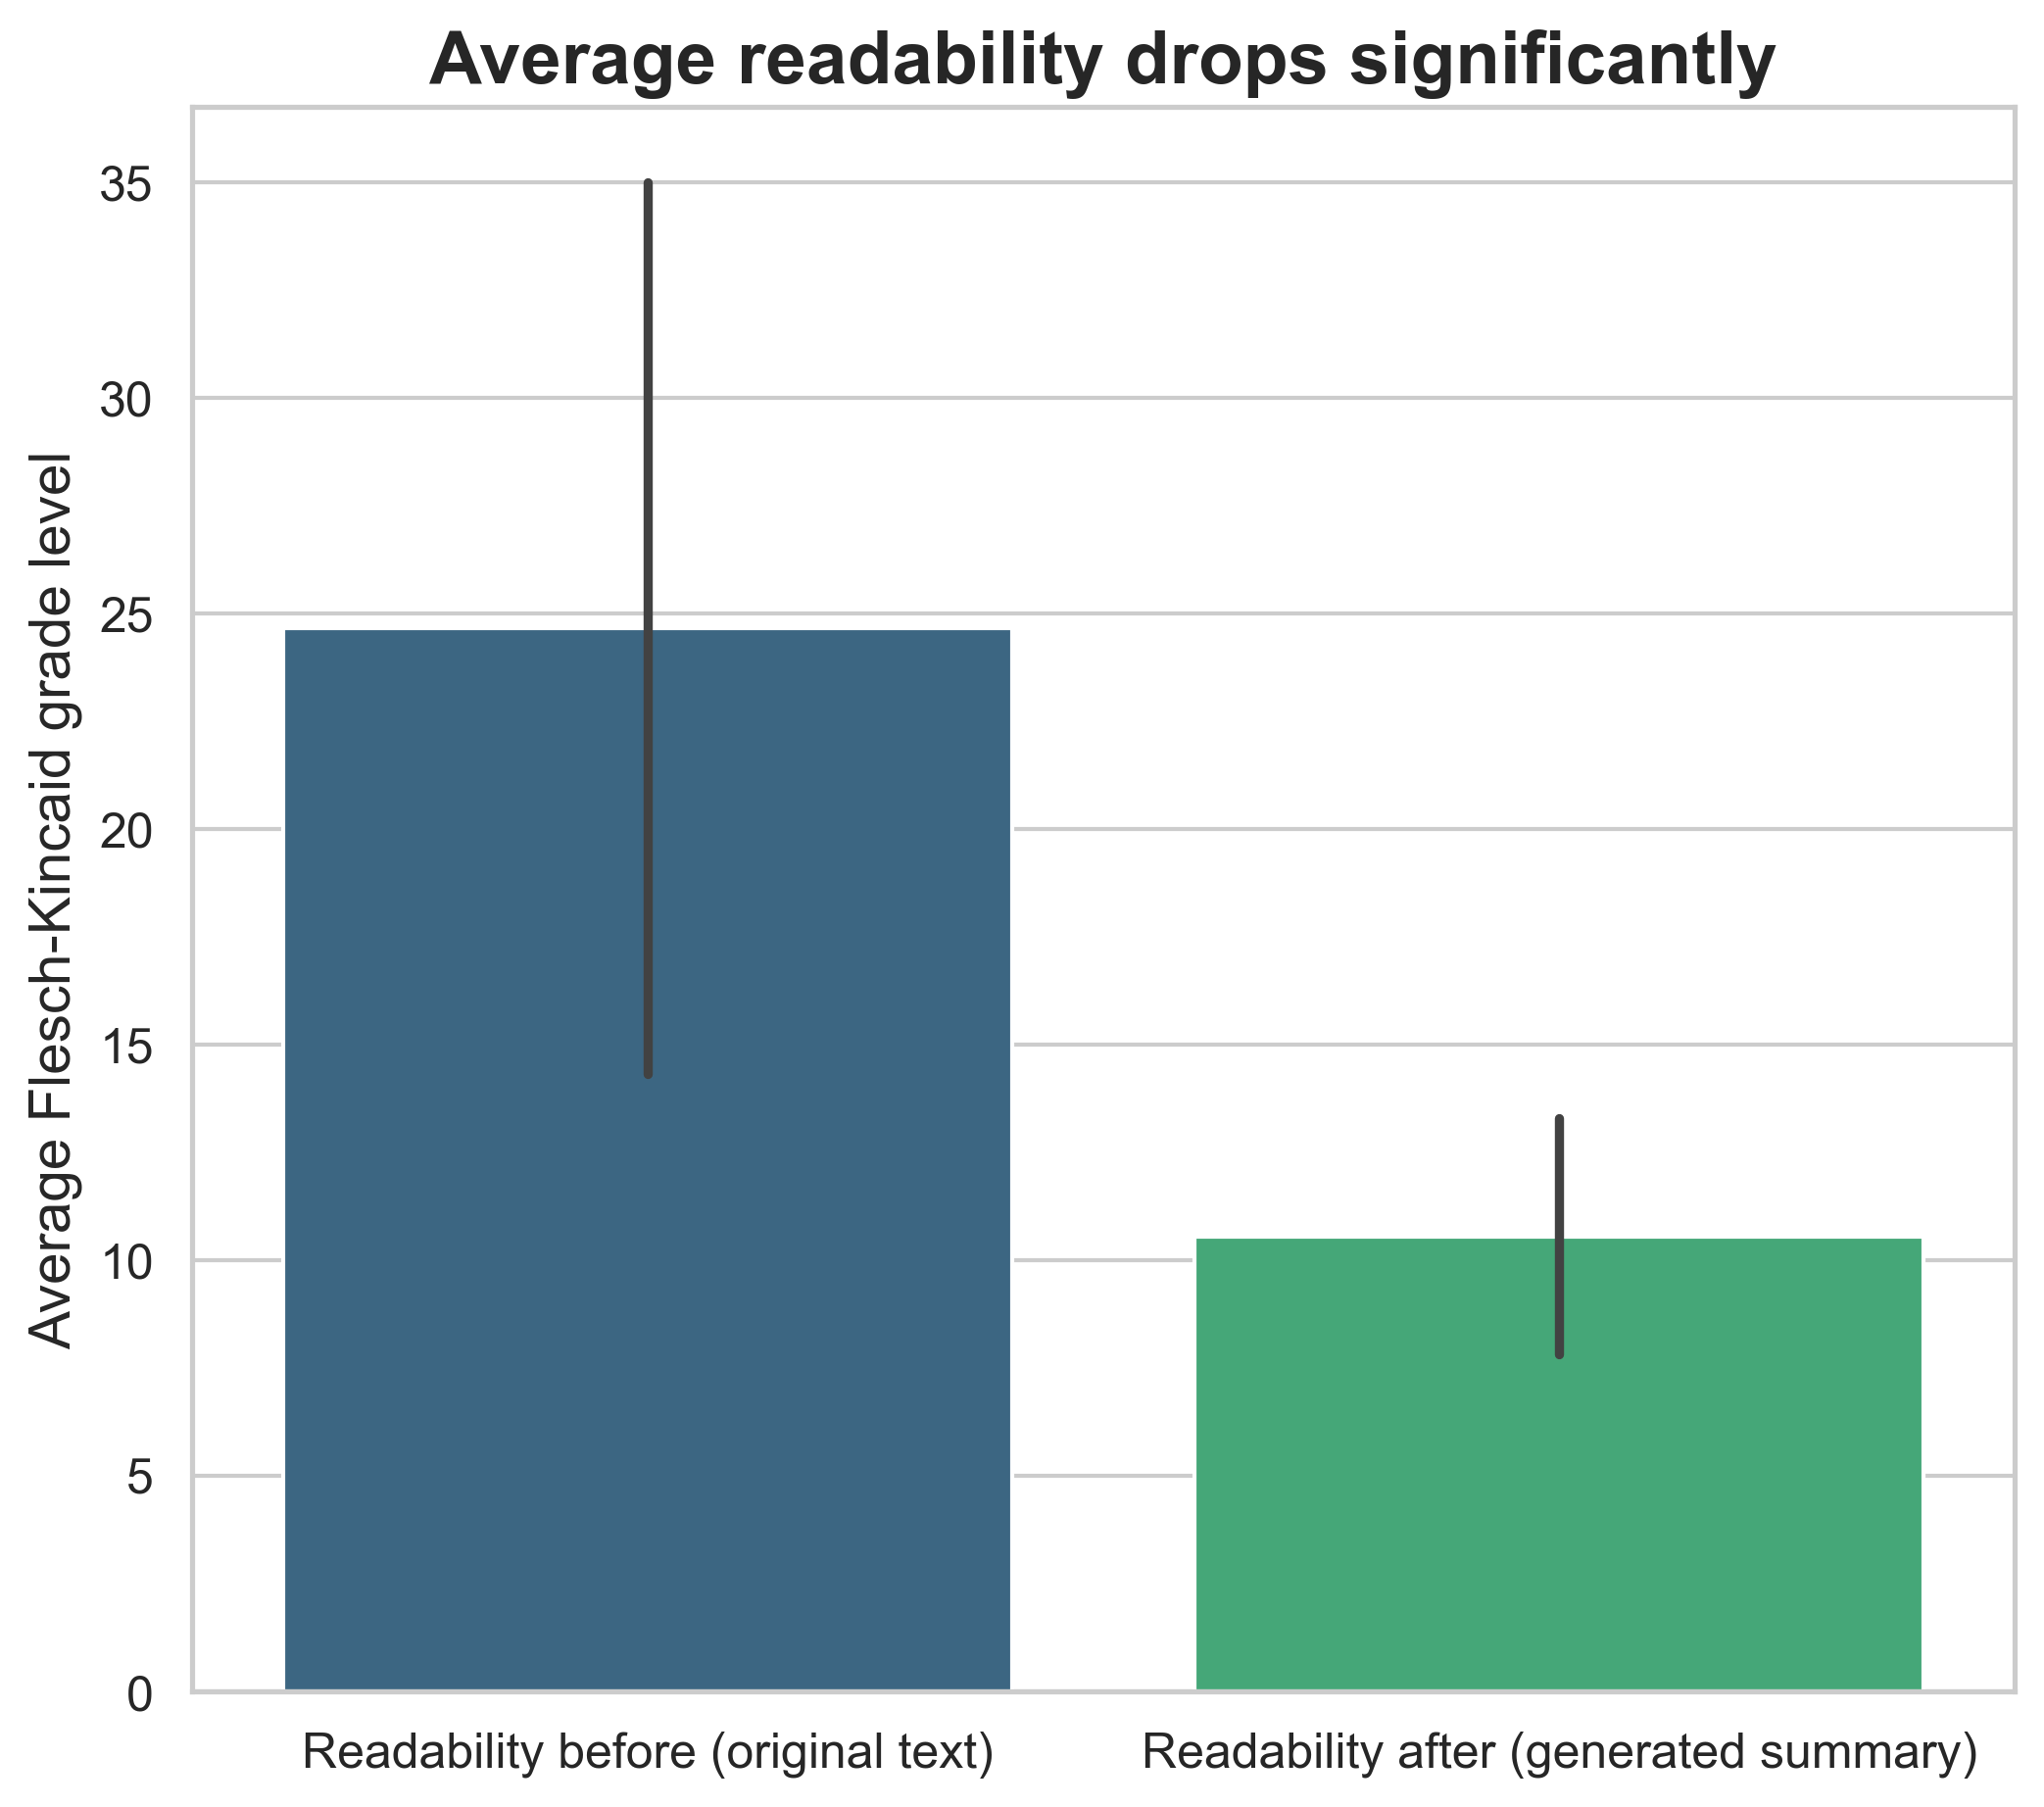 Average readability drops significantly
Average Flesch-Kincaid grade level
35
30
25
20
15
10
5
0
Readability before (original text)
Readability after (generated summary)